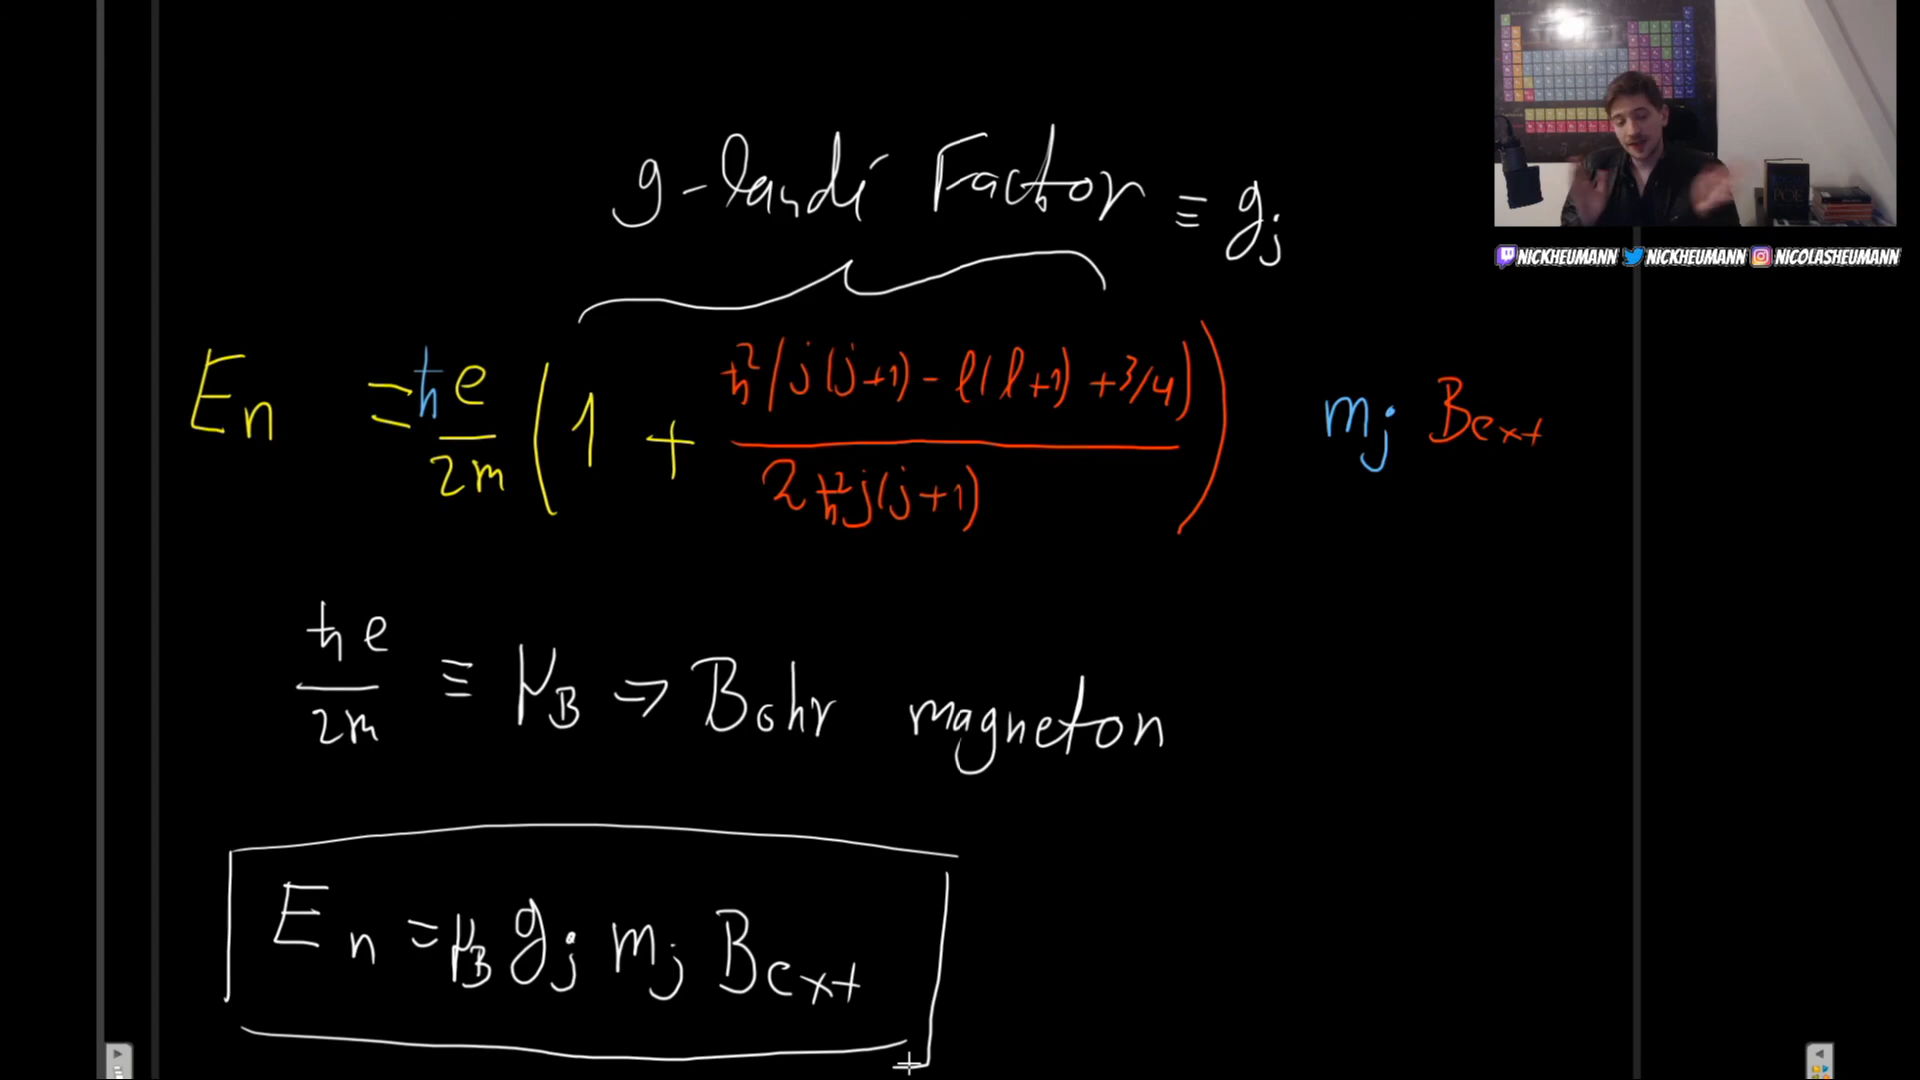 g-landé Factor ≡ gj
NICKHEUMANN NICKHEUMANN NICOLASHEUMANN
En = ħe/2m (1 + ħ²(j(j+1) - l(l+1) + 3/4) / 2ħ²j(j+1)) mj Bext
ħe/2m ≡ μB ⇒ Bohr magneton
En = μB gj mj Bext